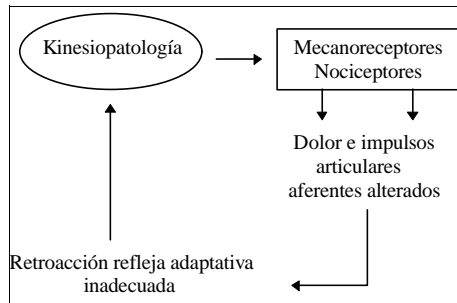 Kinesiopatología
Mecanoreceptores
Nociceptores
Dolor e impulsos
articulares
aferentes alterados
Retroacción refleja adaptativa
inadecuada